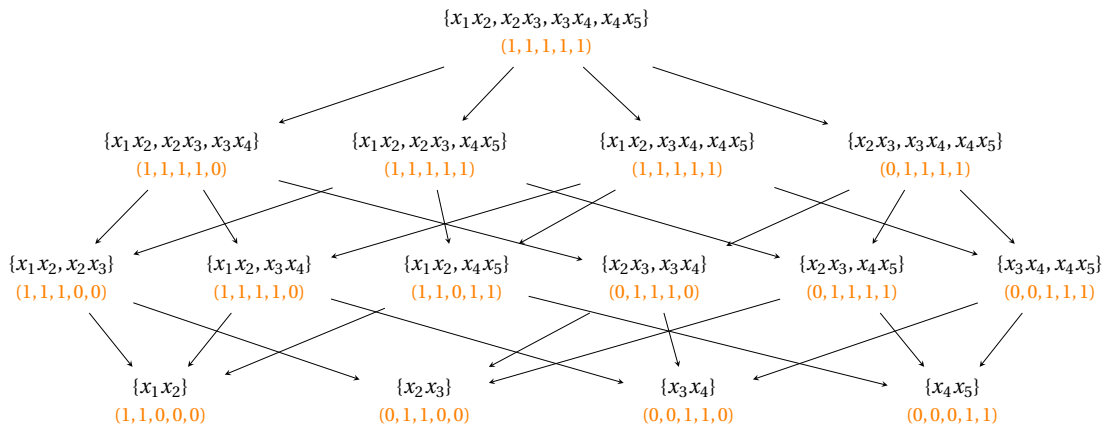 {x₁x₂, x₂x₃, x₃x₄, x₄x₅}
(1, 1, 1, 1, 1)
{x₁x₂, x₂x₃, x₃x₄} {x₁x₂, x₂x₃, x₄x₅} {x₁x₂, x₃x₄, x₄x₅} {x₂x₃, x₃x₄, x₄x₅}
(1, 1, 1, 1, 0) (1, 1, 1, 1, 1) (1, 1, 1, 1, 1) (0, 1, 1, 1, 1)
{x₁x₂, x₂x₃} {x₁x₂, x₃x₄} {x₁x₂, x₄x₅} {x₂x₃, x₃x₄} {x₂x₃, x₄x₅} {x₃x₄, x₄x₅}
(1, 1, 1, 0, 0) (1, 1, 1, 1, 0) (1, 1, 0, 1, 1) (0, 1, 1, 1, 0) (0, 1, 1, 1, 1) (0, 0, 1, 1, 1)
{x₁x₂} {x₂x₃} {x₃x₄} {x₄x₅}
(1, 1, 0, 0, 0) (0, 1, 1, 0, 0) (0, 0, 1, 1, 0) (0, 0, 0, 1, 1)